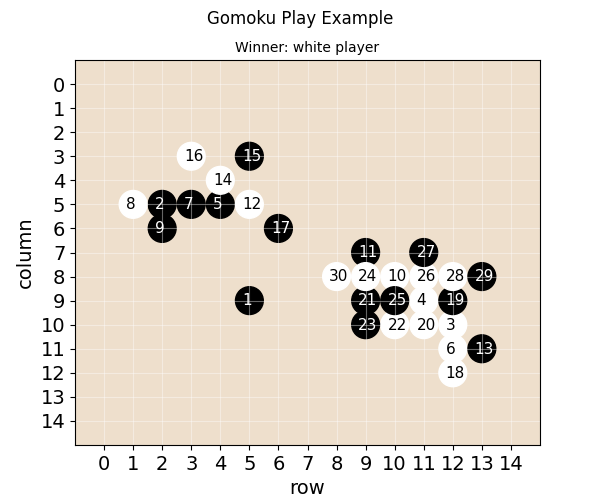 Gomoku Play Example
Winner: white player
0
1
2
3 16 15
4 14
5 8 2 7 5 12
6 9 17
7 11 27
8 30 24 10 26 28 29
9 1 21 25 4 19
10 23 22 20 3
11 6 13
12 18
13
14
column
0 1 2 3 4 5 6 7 8 9 10 11 12 13 14
row